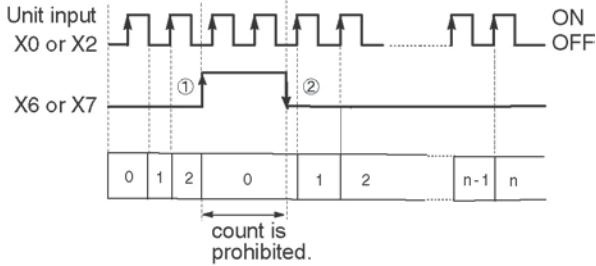 Unit input
X0 or X2
ON
OFF
X6 or X7
① ②
0 1 2 0 1 2 n-1 n
count is
prohibited.